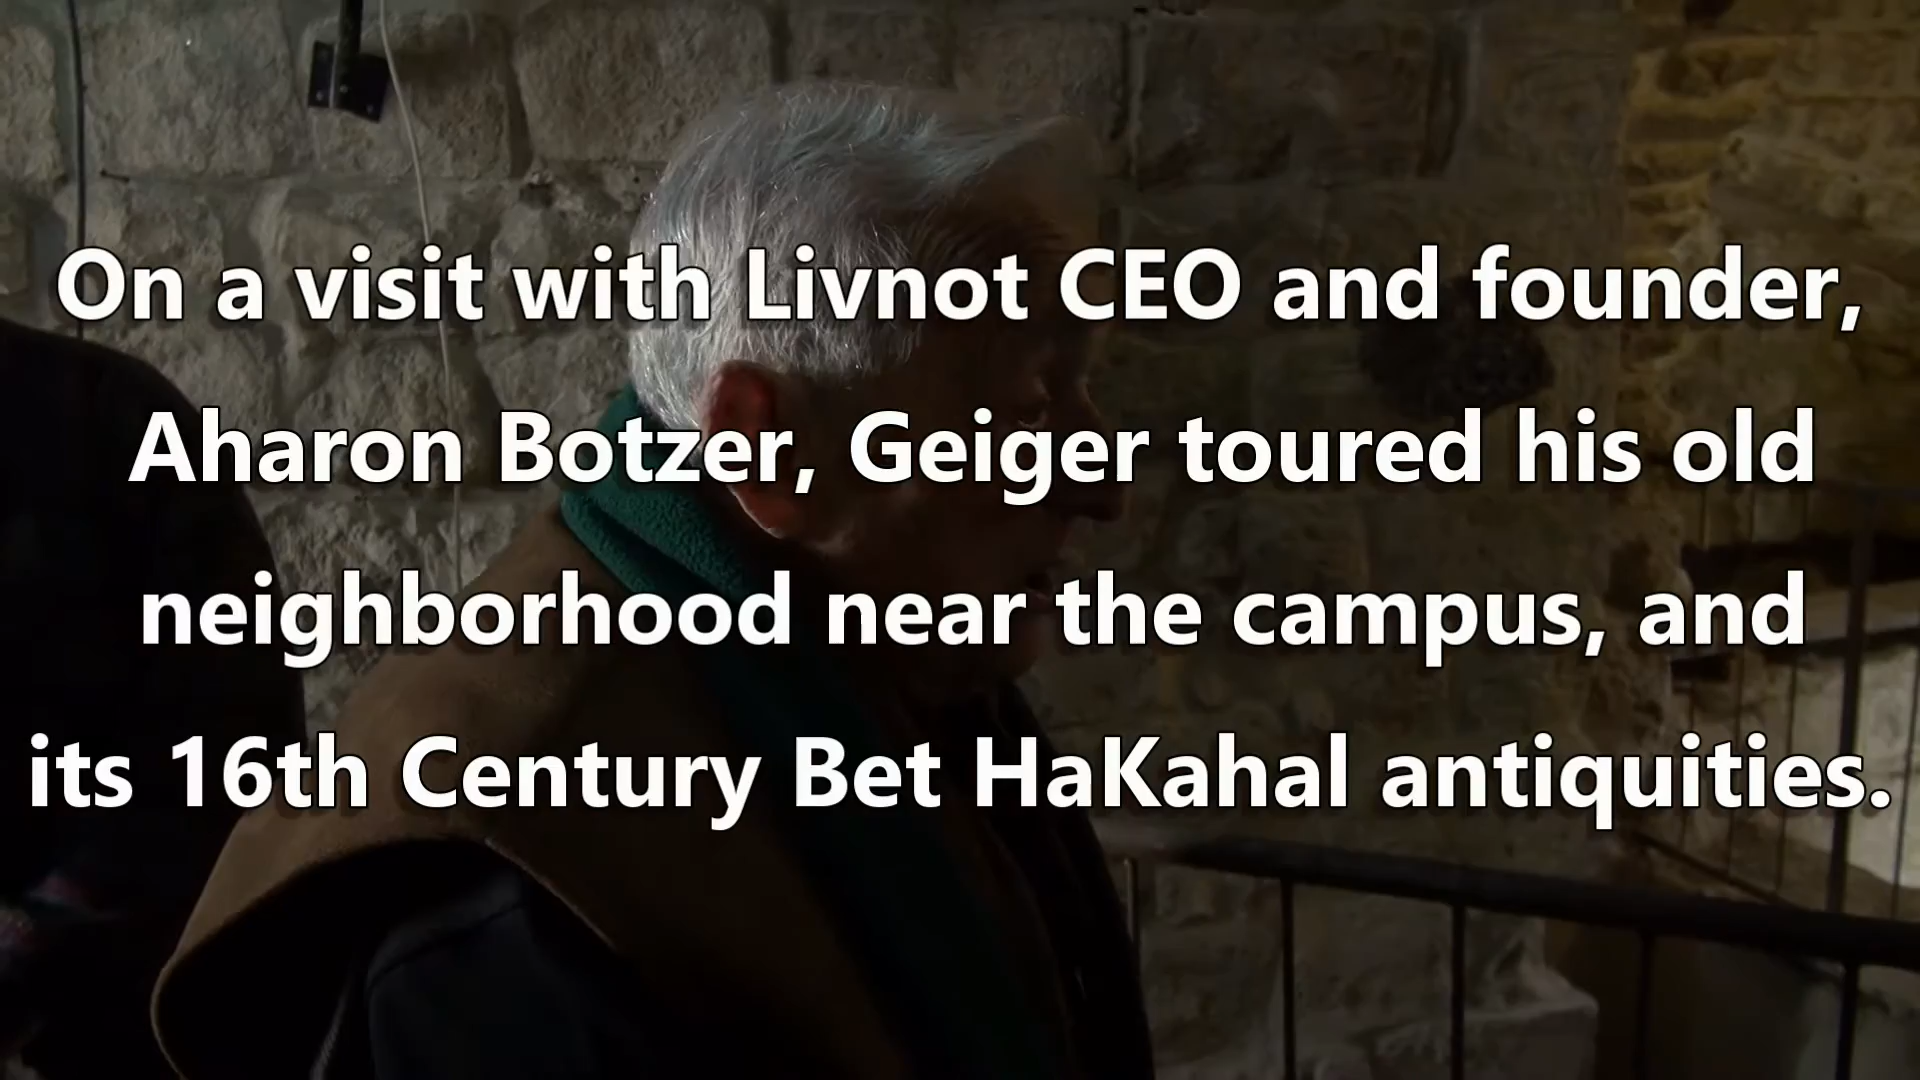 On a visit with Livnot CEO and founder,
Aharon Botzer, Geiger toured his old
neighborhood near the campus, and
its 16th Century Bet HaKahal antiquities.